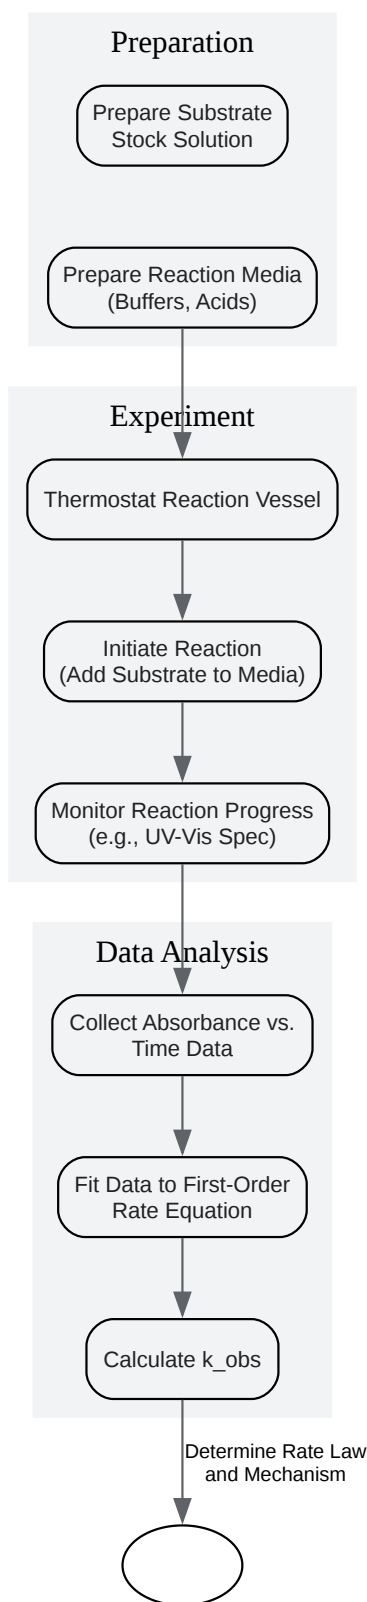 Preparation
Prepare Substrate
Stock Solution
Prepare Reaction Media
(Buffers, Acids)
Experiment
Thermostat Reaction Vessel
Initiate Reaction
(Add Substrate to Media)
Monitor Reaction Progress
(e.g., UV-Vis Spec)
Data Analysis
Collect Absorbance vs.
Time Data
Fit Data to First-Order
Rate Equation
Calculate k_obs
Determine Rate Law
and Mechanism